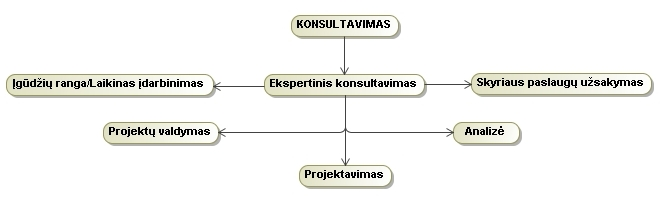 KONSULTAVIMAS
Įgūdžių ranga/Laikinas įdarbinimas
Ekspertinis konsultavimas
Skyriaus paslaugų užsakymas
Projektų valdymas
Analizė
Projektavimas